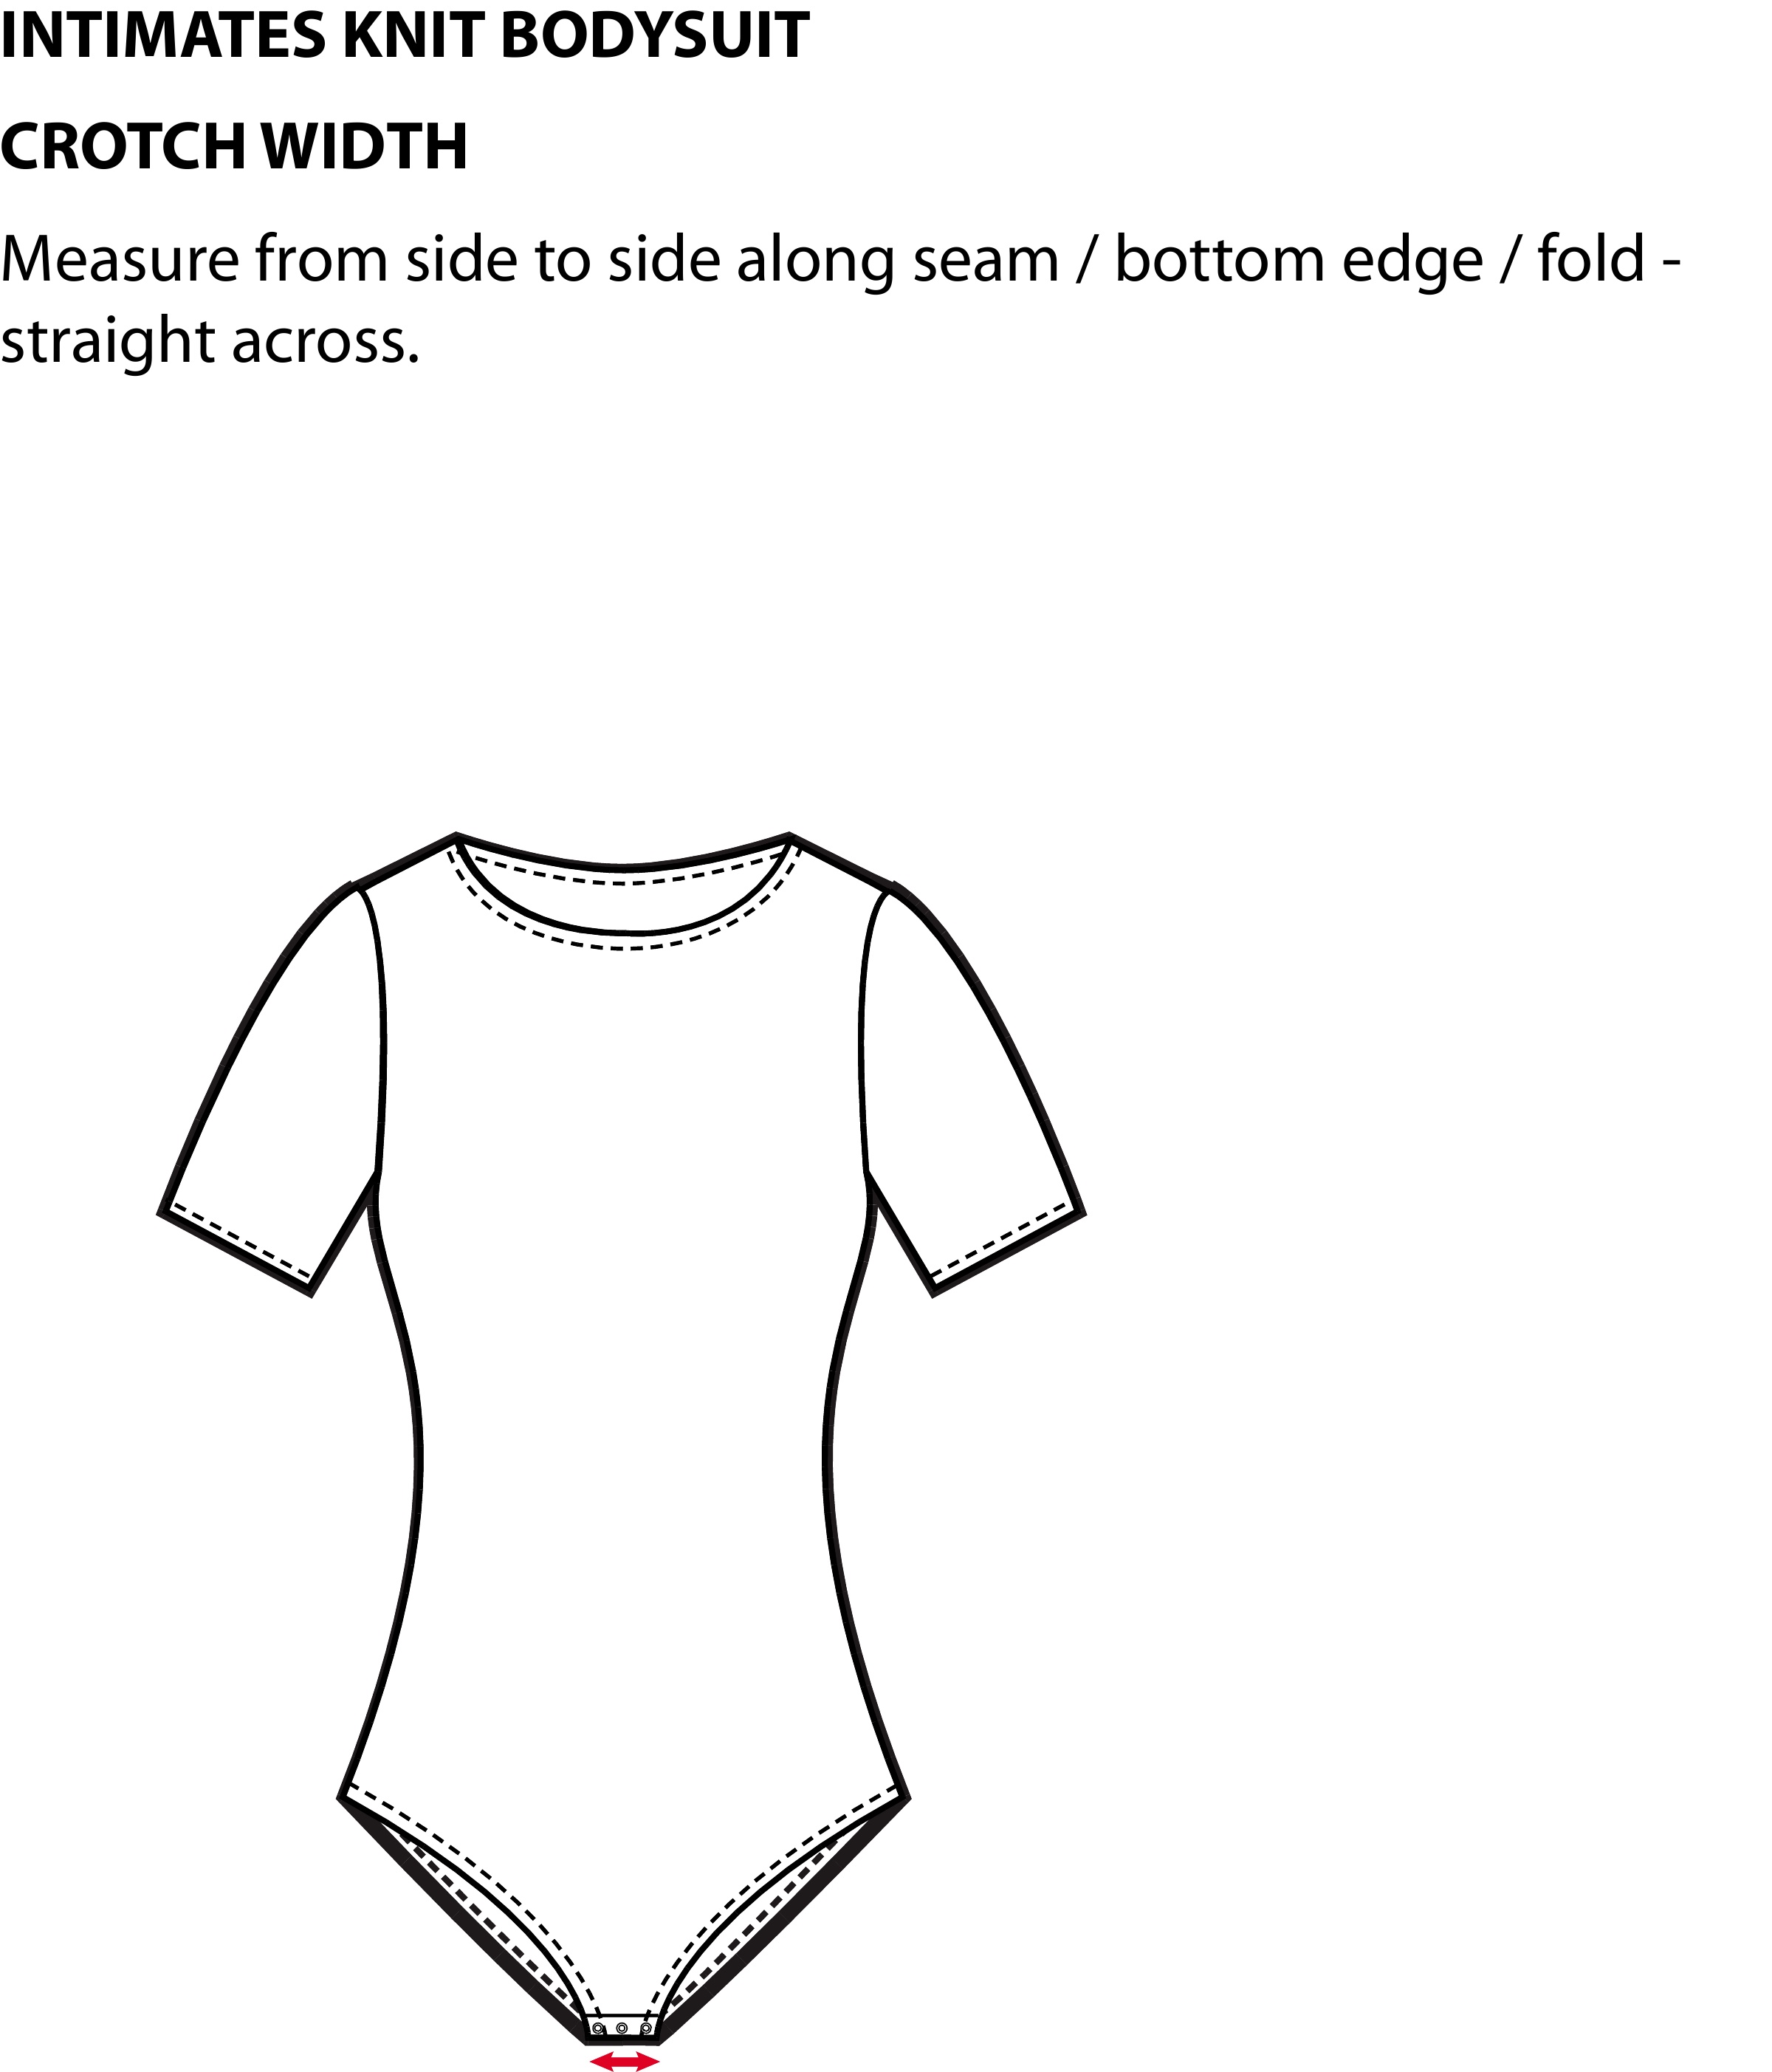 INTIMATES KNIT BODYSUIT
CROTCH WIDTH
Measure from side to side along seam / bottom edge / fold -
straight across.